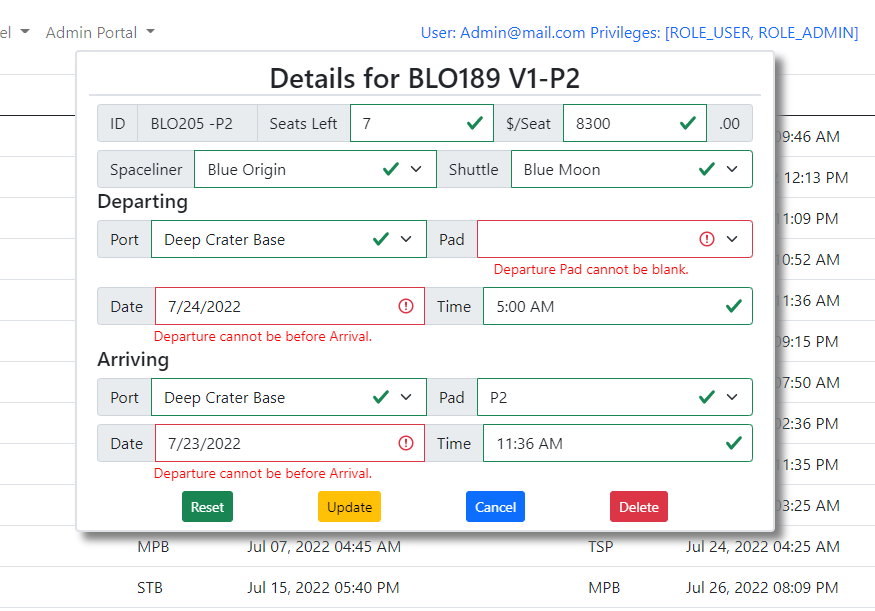 el Admin Portal User: Admin@mail.com Privileges: [ROLE_USER, ROLE_ADMIN]
Details for BLO189 V1-P2
ID BLO205 -P2 Seats Left 7 $/Seat 8300 .00
09:46 AM
Spaceliner Blue Origin Shuttle Blue Moon
12:13 PM
Departing
11:09 PM
Port Deep Crater Base Pad
10:52 AM
Departure Pad cannot be blank.
Date 7/24/2022 Time 5:00 AM
11:36 AM
Departure cannot be before Arrival.
09:15 PM
Arriving
07:50 AM
Port Deep Crater Base Pad P2
02:36 PM
Date 7/23/2022 Time 11:36 AM
11:35 PM
Departure cannot be before Arrival.
Reset Update Cancel Delete
03:25 AM
MPB Jul 07, 2022 04:45 AM TSP Jul 24, 2022 04:25 AM
STB Jul 15, 2022 05:40 PM MPB Jul 26, 2022 08:09 PM